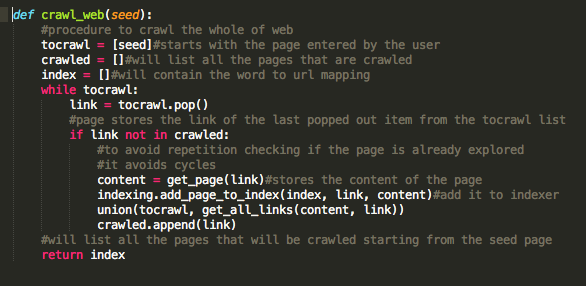 def crawl_web(seed):
#procedure to crawl the whole of web
tocrawl = [seed]#starts with the page entered by the user
crawled = []#will list all the pages that are crawled
index = []#will contain the word to url mapping
while tocrawl:
link = tocrawl.pop()
#page stores the link of the last popped out item from the tocrawl list
if link not in crawled:
#to avoid repetition checking if the page is already explored
#it avoids cycles
content = get_page(link)#stores the content of the page
indexing.add_page_to_index(index, link, content)#add it to indexer
union(tocrawl, get_all_links(content, link))
crawled.append(link)
#will list all the pages that will be crawled starting from the seed page
return index